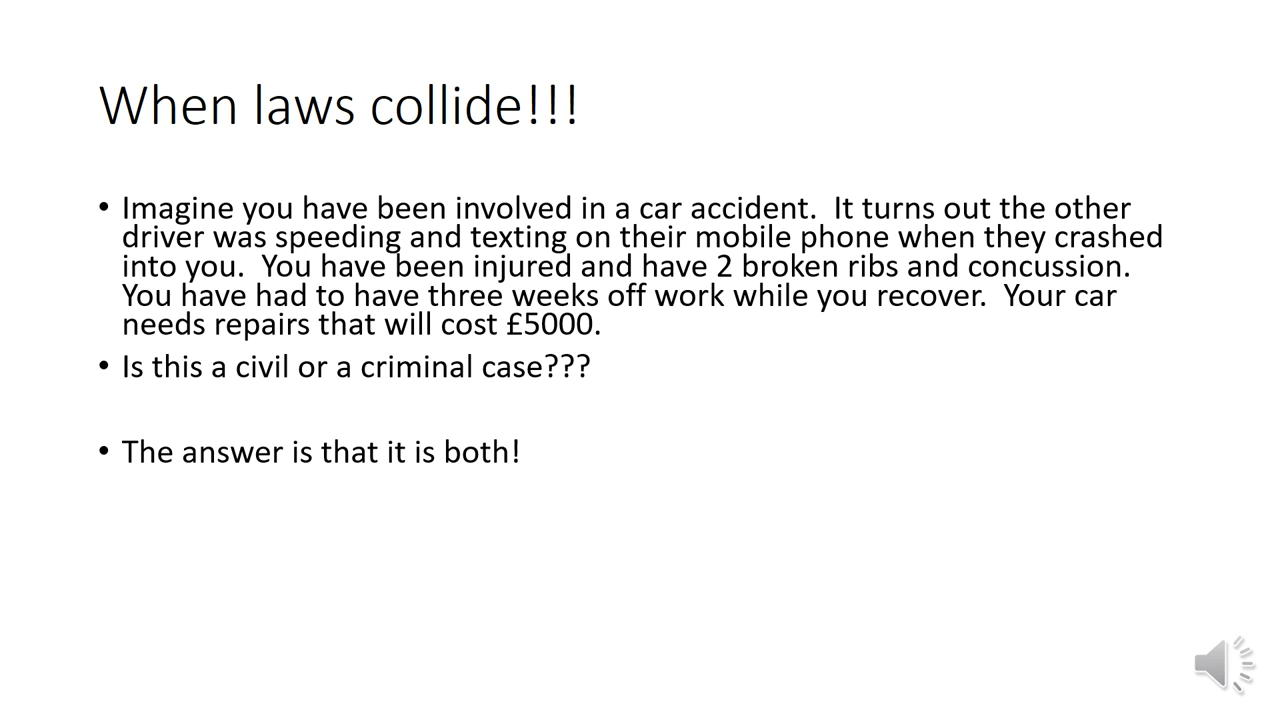 When laws collide!!!
• Imagine you have been involved in a car accident.  It turns out the other
driver was speeding and texting on their mobile phone when they crashed
into you.  You have been injured and have 2 broken ribs and concussion.
You have had to have three weeks off work while you recover.  Your car
needs repairs that will cost £5000.
• Is this a civil or a criminal case???
• The answer is that it is both!